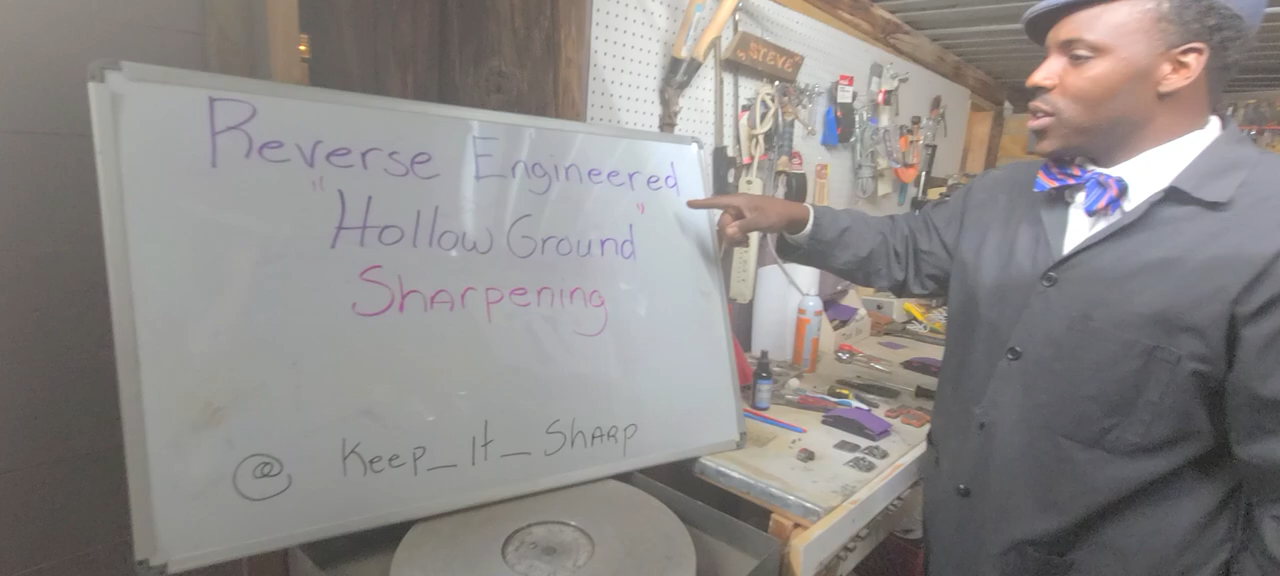 Reverse Engineered
"Hollow Ground"
Sharpening
@ Keep_It_Sharp
STEVE